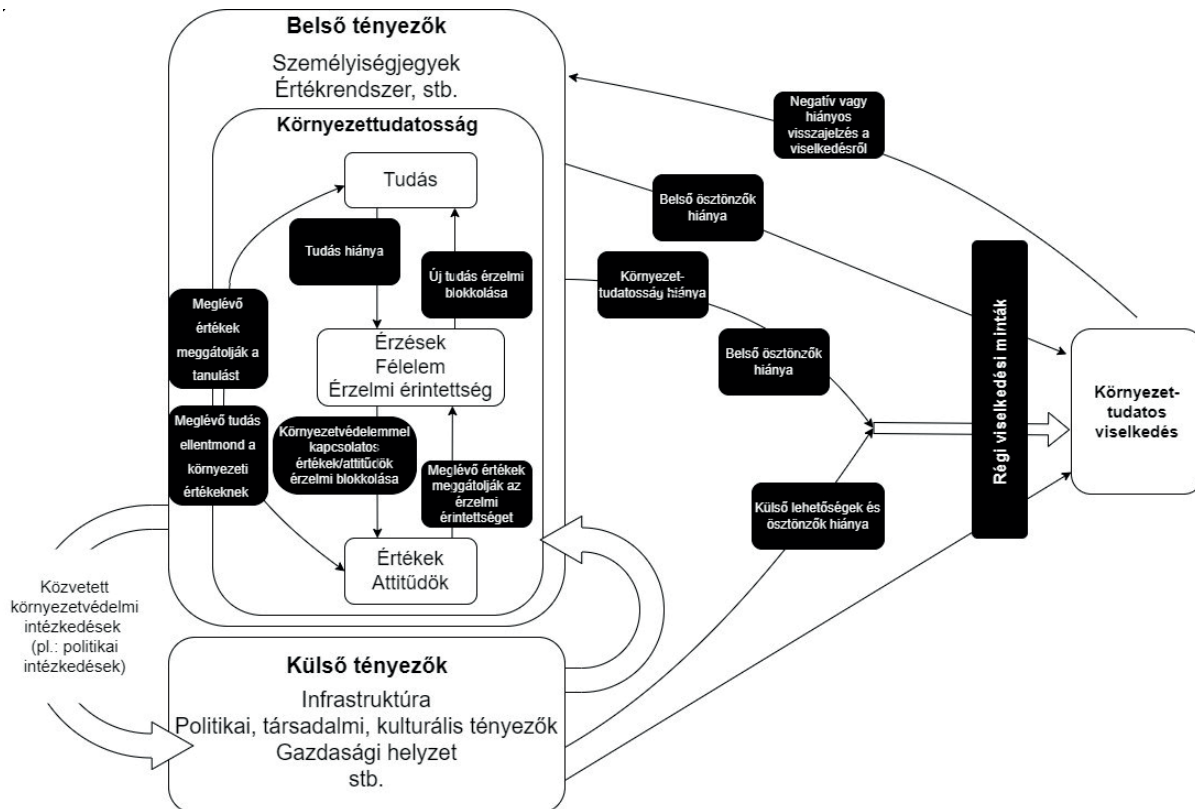 Belső tényezők
Személyiségjegyek
Értékrendszer, stb.
Környezettudatosság
Tudás
Tudás hiánya
Új tudás érzelmi
blokkolása
Meglévő
értékek
meggátolják a
tanulást
Érzések
Félelem
Érzelmi érintettség
Meglévő tudás
ellentmond a
környezeti
értékeknek
Környezetvédelemmel
kapcsolatos
értékek/attitűdök
érzelmi blokkolása
Meglévő értékek
meggátolják az
érzelmi
érintettséget
Értékek
Attitűdök
Közvetett
környezetvédelmi
intézkedések
(pl.: politikai
intézkedések)
Külső tényezők
Infrastruktúra
Politikai, társadalmi, kulturális tényezők
Gazdasági helyzet
stb.
Negatív vagy
hiányos
visszajelzés a
viselkedésről
Belső ösztönzők
hiánya
Környezet-
tudatosság hiánya
Belső ösztönzők
hiánya
Külső lehetőségek és
ösztönzők hiánya
Régi viselkedési minták
Környezet-
tudatos
viselkedés